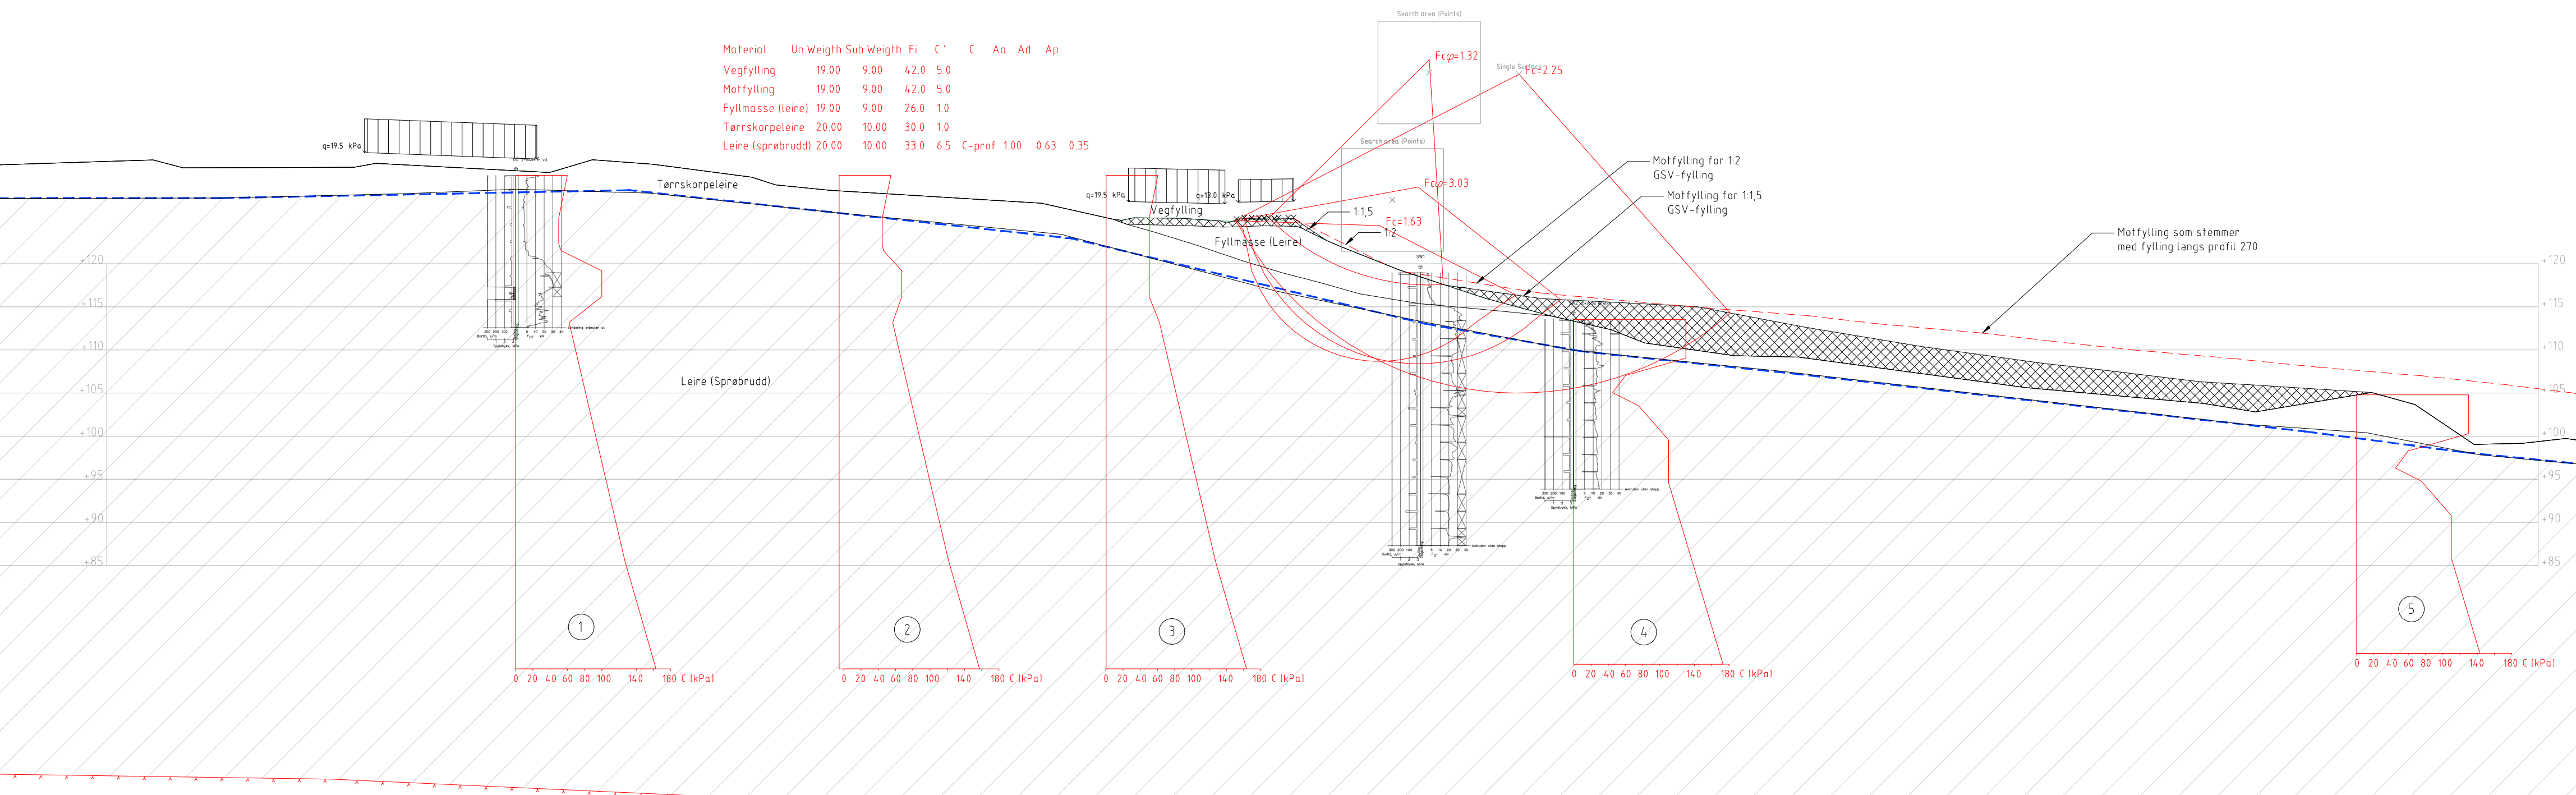 Search area (Points)
Material Un.Weigth Sub.Weigth Fi C' C Aa Ad Ap
Vegfylling 19.00 9.00 42.0 5.0
Motfylling 19.00 9.00 42.0 5.0
Fyllmasse (leire) 19.00 9.00 26.0 1.0
Tørrskorpeleire 20.00 10.00 30.0 1.0
Leire (sprøbrudd) 20.00 10.00 33.0 6.5 C-prof 1.00 0.63 0.35
Fcφ=1.32
Single Surface
Fc=2.25
Search area (Points)
q=19.5 kPa
Motfylling for 1:2
GSV-fylling
Tørrskorpeleire
Fcφ=3.03
q=19.5 kPa
q=13.0 kPa
Motfylling for 1:1,5
GSV-fylling
Vegfylling
1:1,5
Fc=1.63
1:2
Fyllmasse (Leire)
Motfylling som stemmer
med fylling langs profil 270
SW1
+120 +120
+115 +115
+110 +110
+105 +105
+100 +100
+95 +95
+90 +90
+85 +85
Leire (Sprøbrudd)
1
2
3
4
5
0 20 40 60 80 100 140 180 C [kPa]
0 20 40 60 80 100 140 180 C [kPa]
0 20 40 60 80 100 140 180 C [kPa]
0 20 40 60 80 100 140 180 C [kPa]
0 20 40 60 80 100 140 180 C [kPa]